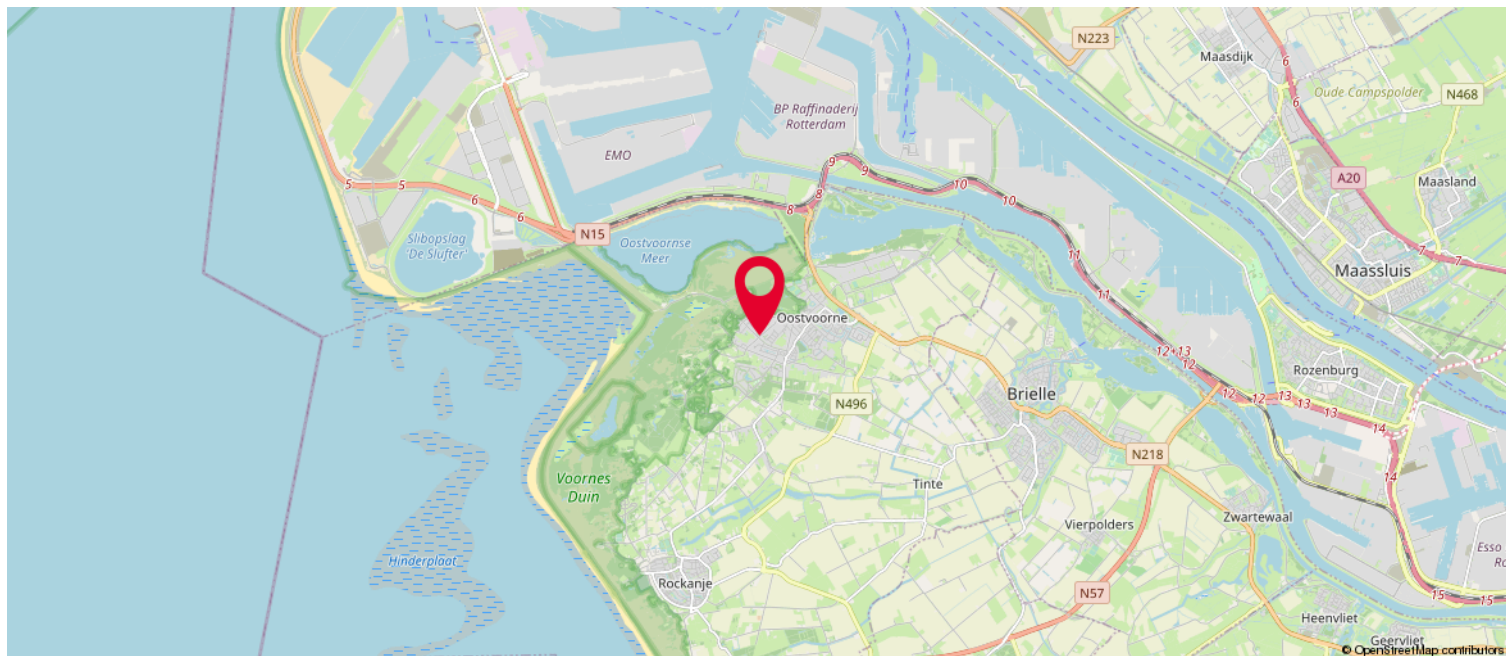 N223
Maasdijk
6
6
Oude Campspolder
N468
BP Raffinaderij
Rotterdam
EMO
9
9
10
10
A20
Maasland
5
5
6
6
8
8
N15
Slibopslag
'De Slufter'
Oostvoornse
Meer
11
11
7
7
Maassluis
Oostvoorne
12+13
12
12
12
13
13
13
14
14
Rozenburg
Brielle
N496
N218
Voornes
Duin
Tinte
Vierpolders
Zwartewaal
Hinderplaat
Rockanje
N57
Esso
15
15
Heenvliet
Geervliet
© OpenStreetMap contributors